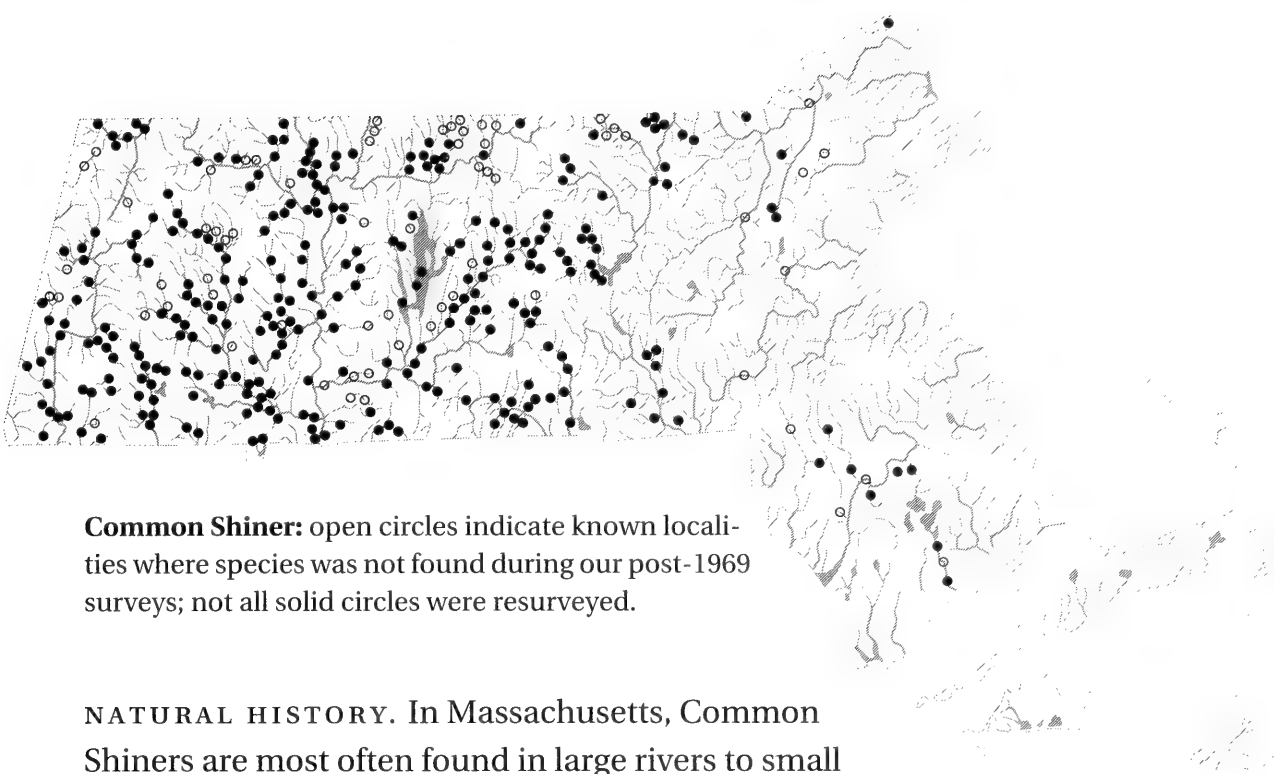 Common Shiner: open circles indicate known locali-
ties where species was not found during our post-1969
surveys; not all solid circles were resurveyed.
NATURAL HISTORY. In Massachusetts, Common
Shiners are most often found in large rivers to small